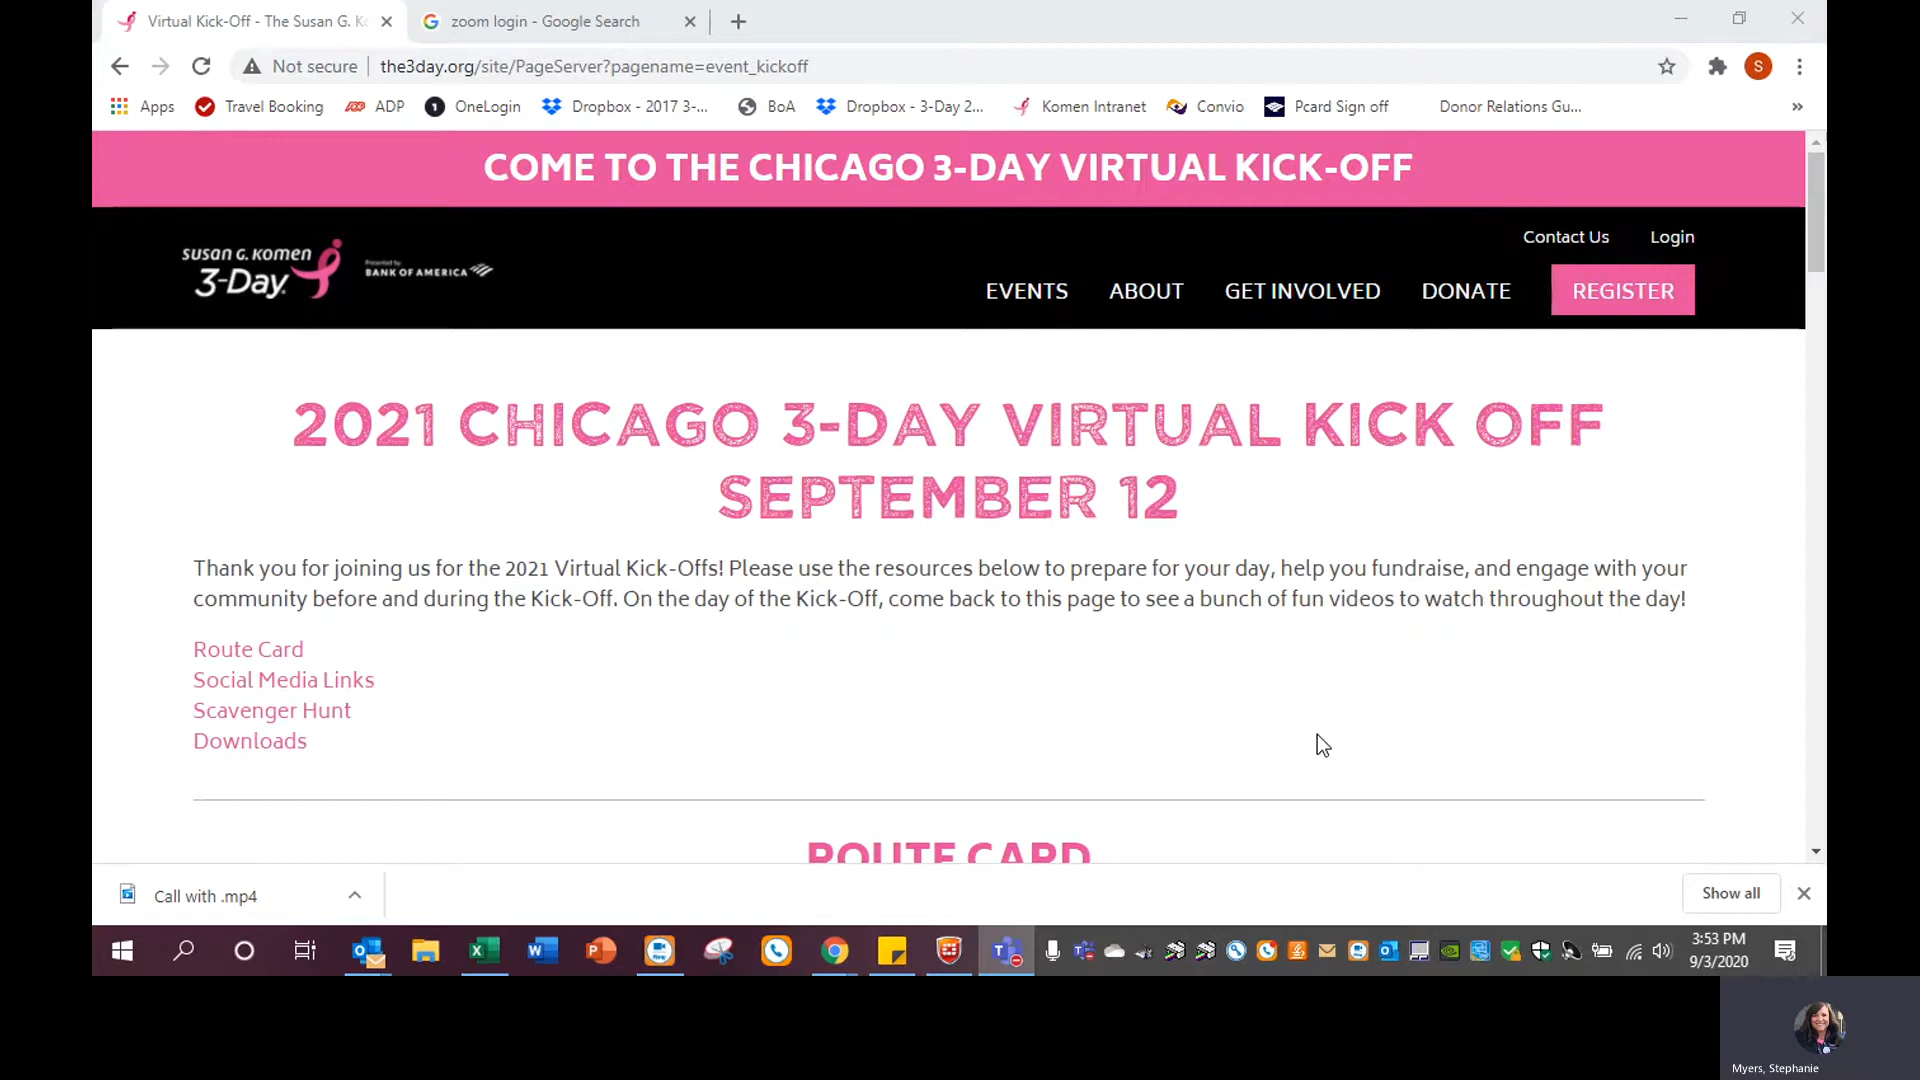 Virtual Kick-Off - The Susan G. Ko
zoom login - Google Search
Not secure
the3day.org/site/PageServer?pagename=event_kickoff
S
Apps
Travel Booking
ADP
OneLogin
Dropbox - 2017 3-...
BoA
Dropbox - 3-Day 2...
Komen Intranet
Convio
Pcard Sign off
Donor Relations Gu...
COME TO THE CHICAGO 3-DAY VIRTUAL KICK-OFF
Contact Us
Login
susan G. komen
3-Day
Presented by
BANK OF AMERICA
EVENTS
ABOUT
GET INVOLVED
DONATE
REGISTER
2021 CHICAGO 3-DAY VIRTUAL KICK OFF
SEPTEMBER 12
Thank you for joining us for the 2021 Virtual Kick-Offs! Please use the resources below to prepare for your day, help you fundraise, and engage with your
community before and during the Kick-Off. On the day of the Kick-Off, come back to this page to see a bunch of fun videos to watch throughout the day!
Route Card
Social Media Links
Scavenger Hunt
Downloads
ROUTE CARD
Call with .mp4
Show all
3:53 PM
9/3/2020
Myers, Stephanie